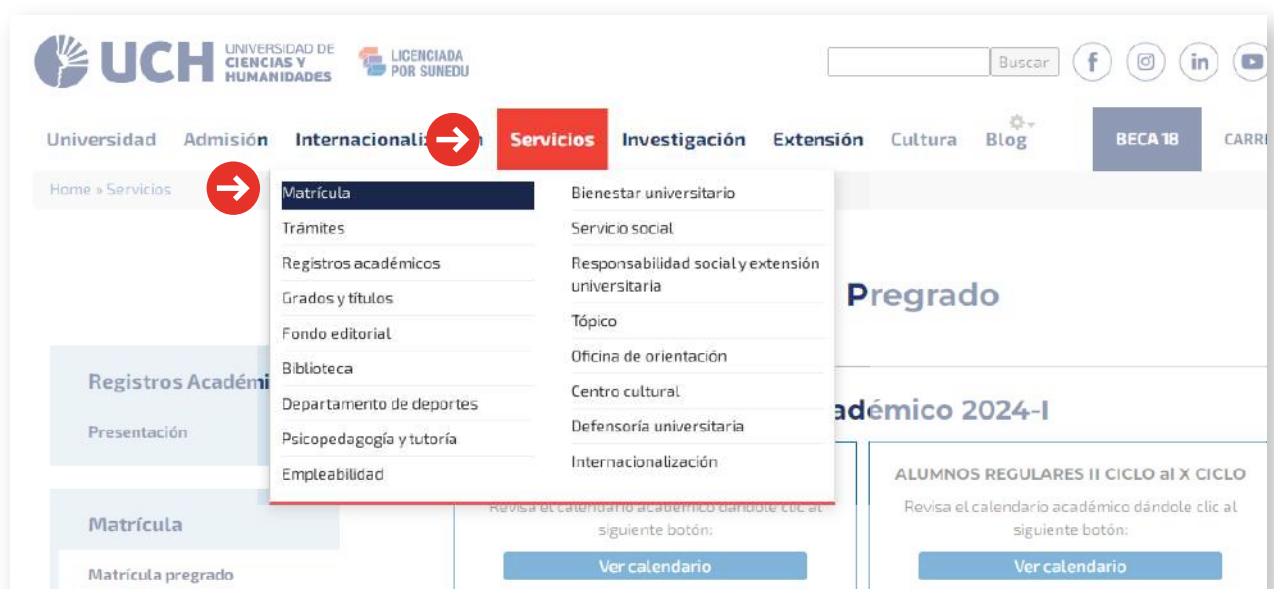 UCH
UNIVERSIDAD DE
CIENCIAS Y
HUMANIDADES
LICENCIADA
POR SUNEDU
Buscar
Universidad Admisión Internacionali n Servicios Investigación Extensión Cultura Blog BECA 18 CARR
Home » Servicios
Matrícula
Trámites
Registros académicos
Grados y títulos
Fondo editorial
Biblioteca
Departamento de deportes
Psicopedagogía y tutoría
Empleabilidad
Bienestar universitario
Servicio social
Responsabilidad social y extensión
universitaria
Tópico
Oficina de orientación
Centro cultural
Defensoría universitaria
Internacionalización
Pregrado
adémico 2024-I
Registros Académi
Presentación
Matrícula
Matrícula pregrado
Revisa el calendario académico dándole clic al
siguiente botón:
Ver calendario
ALUMNOS REGULARES II CICLO al X CICLO
Revisa el calendario académico dándole clic al
siguiente botón:
Ver calendario